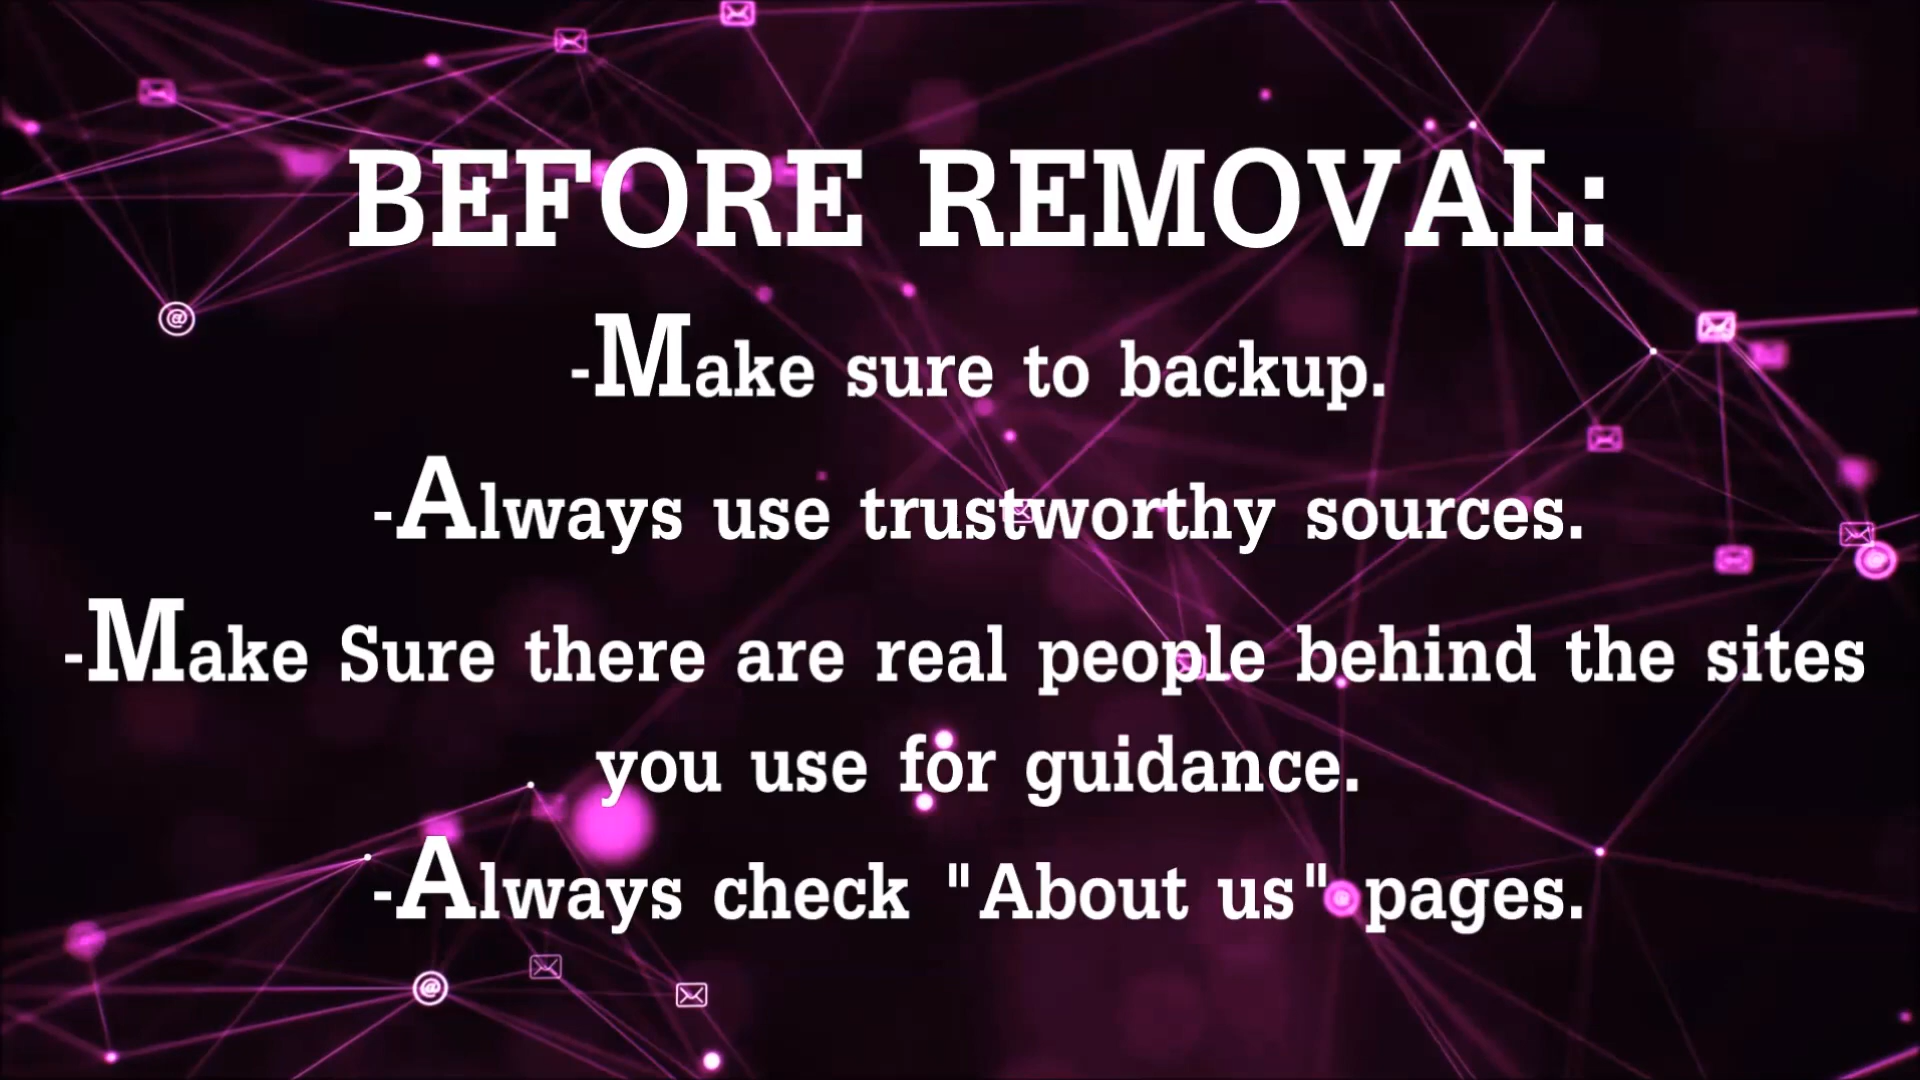 BEFORE REMOVAL:
-Make sure to backup.
-Always use trustworthy sources.
-Make Sure there are real people behind the sites
you use for guidance.
-Always check "About us" pages.